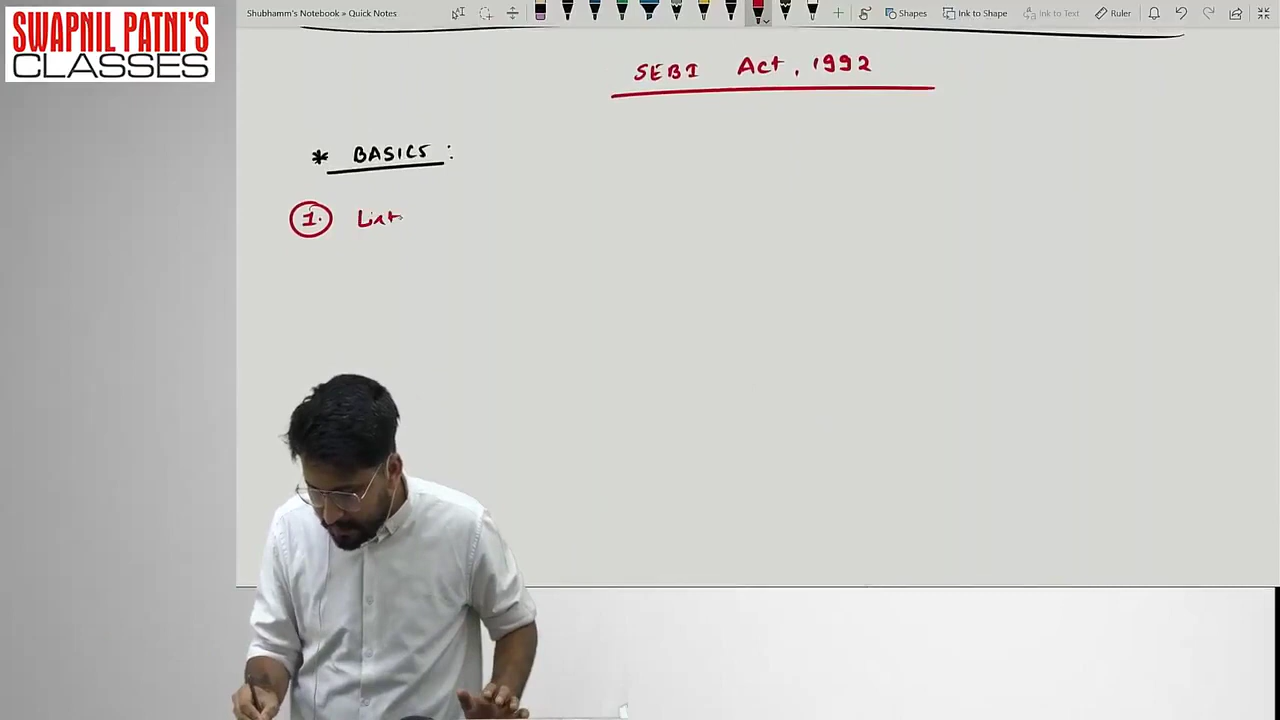 SWAPNIL PATNI'S
CLASSES
Shubhamm's Notebook » Quick Notes
Shapes
Ink to Shape
Ink to Text
Ruler
SEBI Act, 1992
* BASICS :
1. List